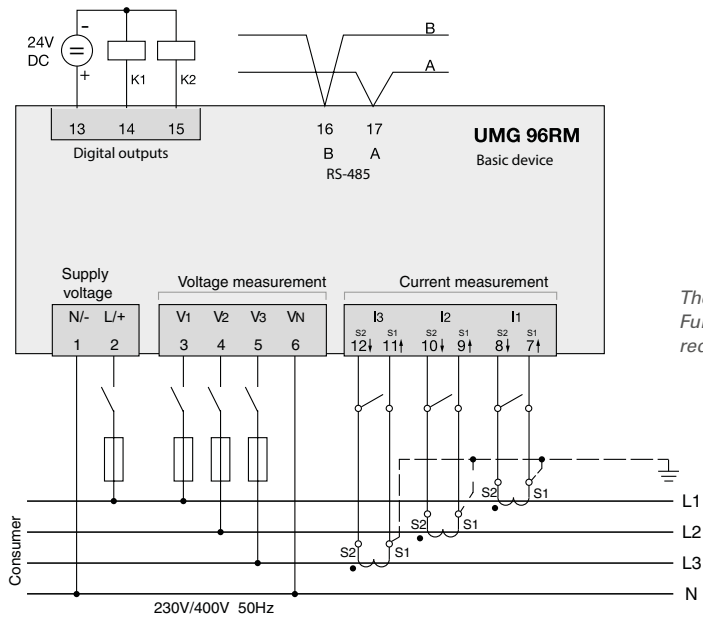 24V
DC
–
+
K1
K2
B
A
13 14 15
Digital outputs
16 17
B A
RS-485
UMG 96RM
Basic device
Supply
voltage
Voltage measurement
Current measurement
N/- L/+
V1 V2 V3 VN
I3 I2 I1
S2 S1 S2 S1 S2 S1
1 2 3 4 5 6 12 11 10 9 8 7
S2 S1
L1
S2 S1
L2
S2 S1
L3
N
Consumer
230V/400V 50Hz